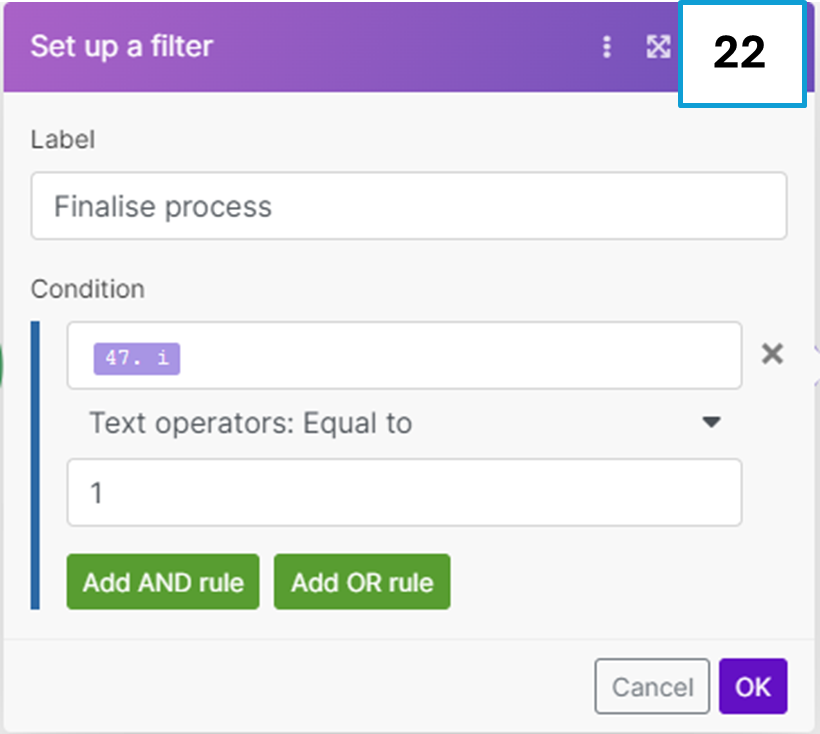 Set up a filter
22
Label
Finalise process
Condition
47. i
Text operators: Equal to
1
Add AND rule Add OR rule
Cancel OK